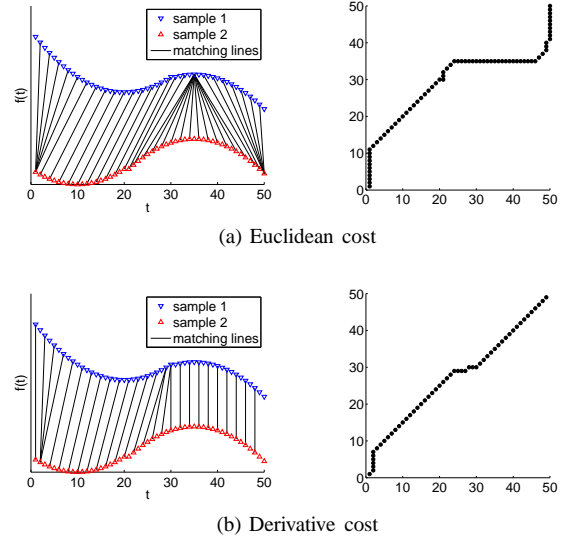 sample 1
sample 2
matching lines
f(t)
0 10 20 30 40 50
t
50
40
30
20
10
0
0 10 20 30 40 50
(a) Euclidean cost
sample 1
sample 2
matching lines
f(t)
0 10 20 30 40 50
t
50
40
30
20
10
0
0 10 20 30 40 50
(b) Derivative cost